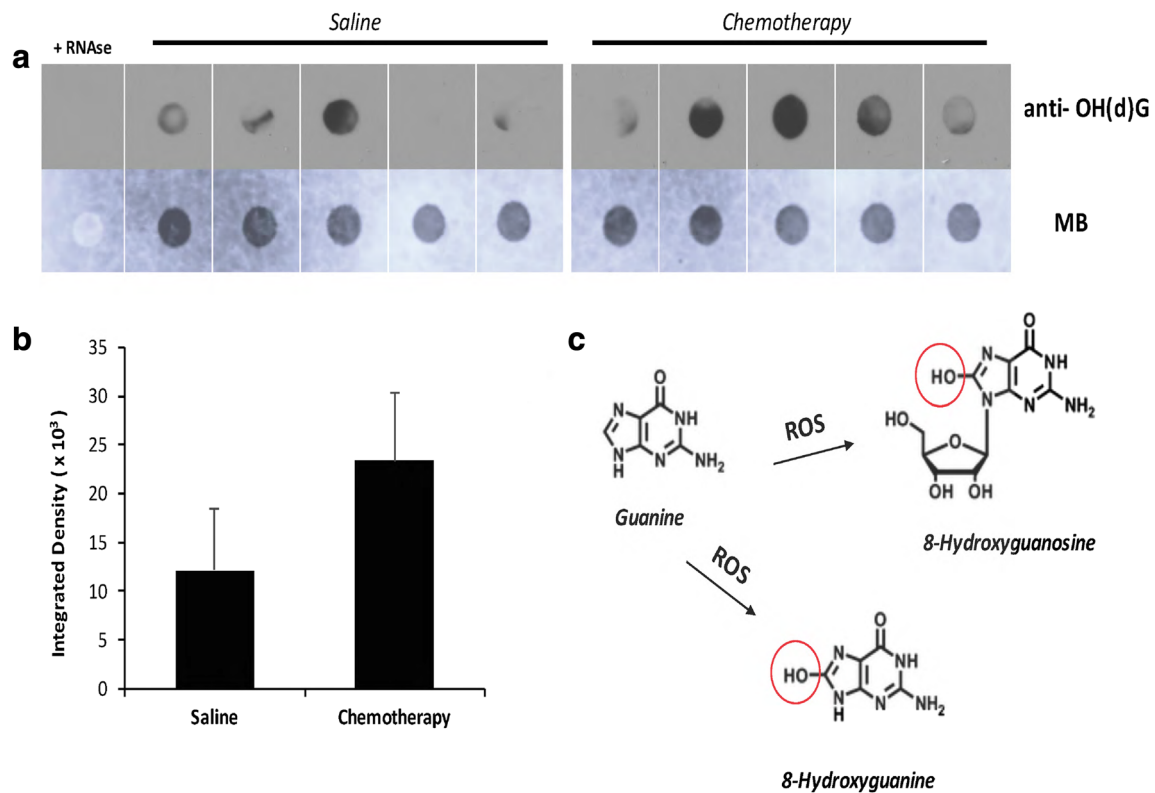 Saline
Chemotherapy
+ RNAse
a
anti- OH(d)G
MB
b
35
30
25
20
15
10
5
0
Integrated Density ( x 10³ )
Saline
Chemotherapy
c
O
N
NH
N
H
N
NH₂
Guanine
ROS
O
HO
N
NH
N
N
NH₂
HO
O
OH
OH
8-Hydroxyguanosine
ROS
O
HO
N
NH
N
H
N
NH₂
8-Hydroxyguanine